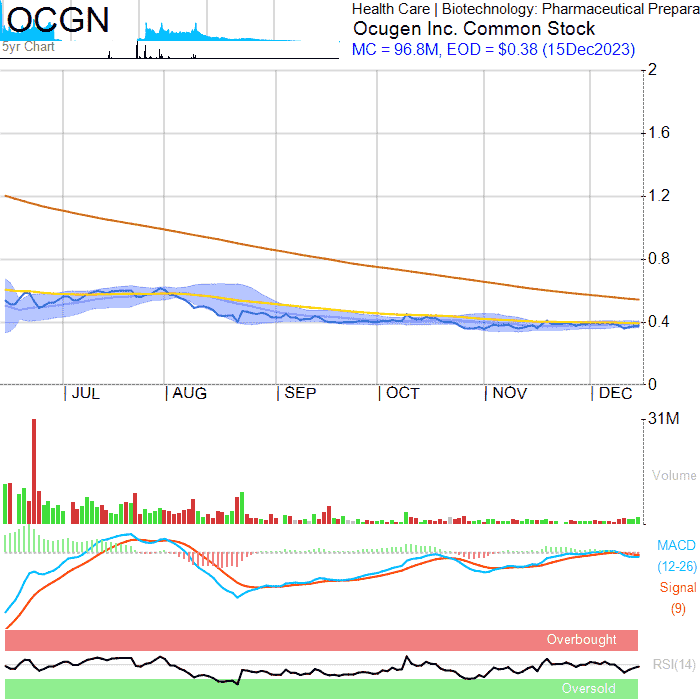 OCGN
5yr Chart
Health Care | Biotechnology: Pharmaceutical Prepara
Ocugen Inc. Common Stock
MC = 96.8M, EOD = $0.38 (15Dec2023)
2
1.6
1.2
0.8
0.4
0
| JUL | AUG | SEP | OCT | NOV | DEC
31M
Volume
MACD
(12-26)
Signal
(9)
Overbought
RSI(14)
Oversold